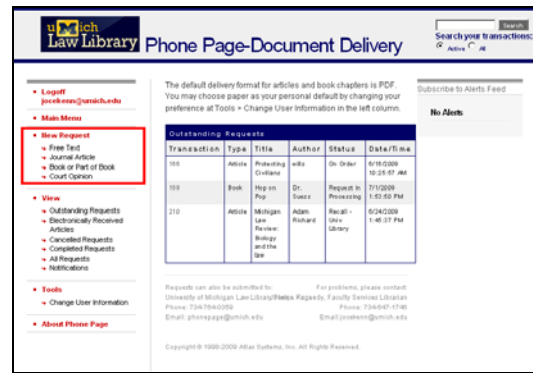 uMich
Law Library
Phone Page-Document Delivery
Search
Search your transactions:
Active All
Logoff
jocekenn@umich.edu
Main Menu
New Request
Free Text
Journal Article
Book or Part of Book
Court Opinion
View
Outstanding Requests
Electronically Received
Articles
Cancelled Requests
Completed Requests
All Requests
Notifications
Tools
Change User Information
About Phone Page
The default delivery format for articles and book chapters is PDF.
You may choose paper as your personal default by changing your
preference at Tools > Change User Information in the left column.
Outstanding Requests
Transaction Type Title Author Status Date/Time
Article Protecting Civilians wills On Order 6/16/2009 10:25:57 AM
Book Hop on Pop Dr. Suess Request in Processing 7/1/2009 1:53:50 PM
210 Article Michigan Law Review: Biology and the law Adam Richard Recall - Univ Library 6/24/2009 1:45:37 PM
Requests can also be submitted to:
University of Michigan Law Library
Phone: 734-764-0359
Email: phonepage@umich.edu
For problems, please contact:
Faculty Services Librarian
Phone: 734-647-1746
Email: jocekenn@umich.edu
Copyright © 1998-2009 Atlas Systems, Inc. All Rights Reserved.
Subscribe to Alerts Feed
No Alerts